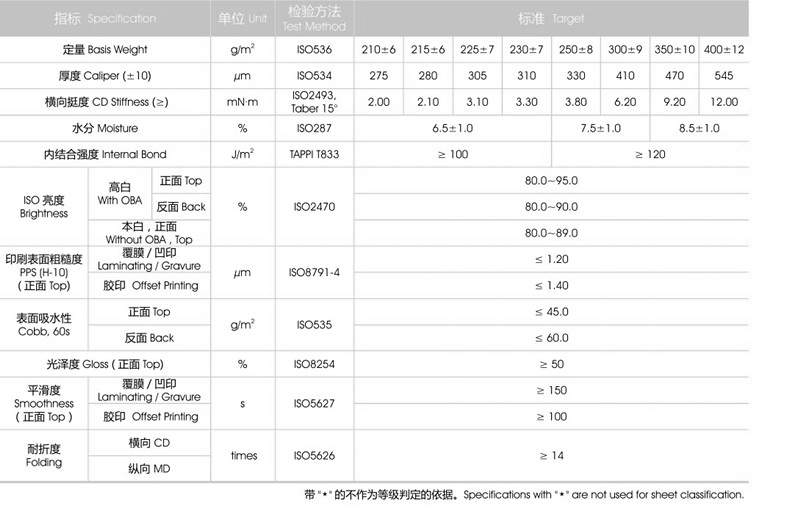 指标 Specification 单位 Unit 检验方法 Test Method 标准 Target
定量 Basis Weight g/m² ISO536 210±6 215±6 225±7 230±7 250±8 300±9 350±10 400±12
厚度 Caliper (±10) μm ISO534 275 280 305 310 330 410 470 545
横向挺度 CD Stiffness (≥) mN·m ISO2493, Taber 15° 2.00 2.10 3.10 3.30 3.80 6.20 9.20 12.00
水分 Moisture % ISO287 6.5±1.0 7.5±1.0 8.5±1.0
内结合强度 Internal Bond J/m² TAPPI T833 ≥ 100 ≥ 120
ISO 亮度 Brightness
高白 With OBA
正面 Top 80.0~95.0
反面 Back % ISO2470 80.0~90.0
本白 , 正面 Without OBA , Top 80.0~89.0
印刷表面粗糙度
PPS (H-10)
( 正面 Top)
覆膜 / 凹印
Laminating / Gravure μm ISO8791-4 ≤ 1.20
胶印 Offset Printing ≤ 1.40
表面吸水性
Cobb, 60s
正面 Top g/m² ISO535 ≤ 45.0
反面 Back ≤ 60.0
光泽度 Gloss ( 正面 Top) % ISO8254 ≥ 50
平滑度
Smoothness
( 正面 Top )
覆膜 / 凹印
Laminating / Gravure s ISO5627 ≥ 150
胶印 Offset Printing ≥ 100
耐折度
Folding
横向 CD times ISO5626 ≥ 14
纵向 MD
带 "*" 的不作为等级判定的依据。Specifications with "*" are not used for sheet classification.